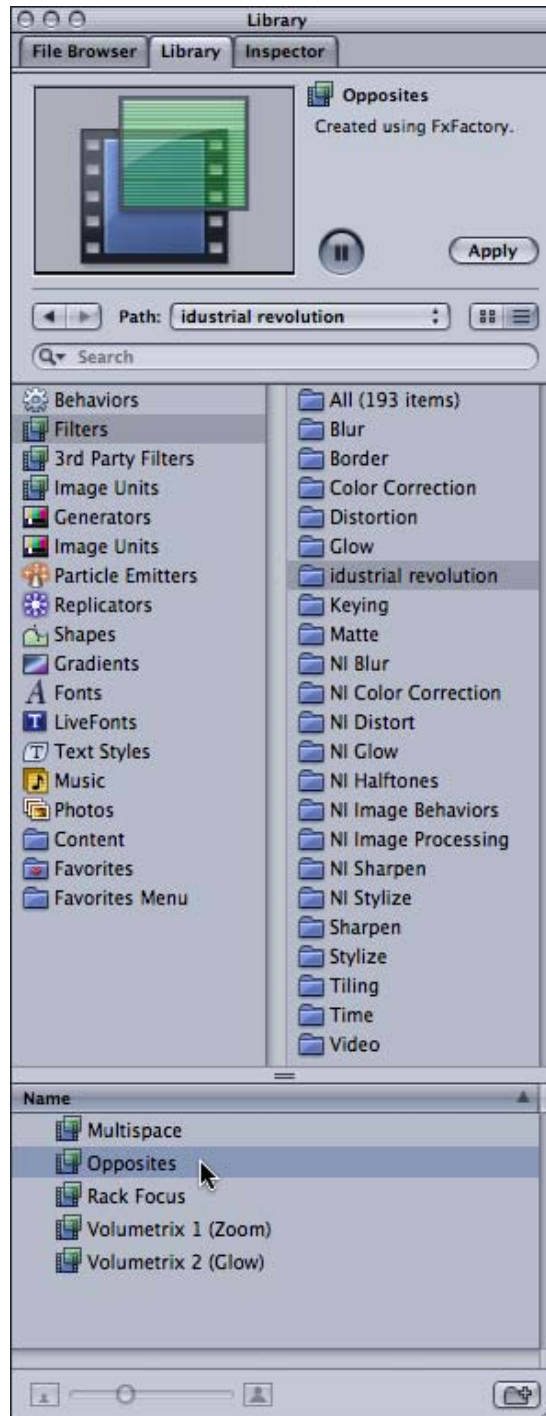 Library
File Browser Library Inspector
Opposites
Created using FxFactory.
Apply
Path: idustrial revolution
Search
Behaviors
Filters
3rd Party Filters
Image Units
Generators
Image Units
Particle Emitters
Replicators
Shapes
Gradients
Fonts
LiveFonts
Text Styles
Music
Photos
Content
Favorites
Favorites Menu
All (193 items)
Blur
Border
Color Correction
Distortion
Glow
idustrial revolution
Keying
Matte
NI Blur
NI Color Correction
NI Distort
NI Glow
NI Halftones
NI Image Behaviors
NI Image Processing
NI Sharpen
NI Stylize
Sharpen
Stylize
Tiling
Time
Video
Name
Multispace
Opposites
Rack Focus
Volumetrix 1 (Zoom)
Volumetrix 2 (Glow)